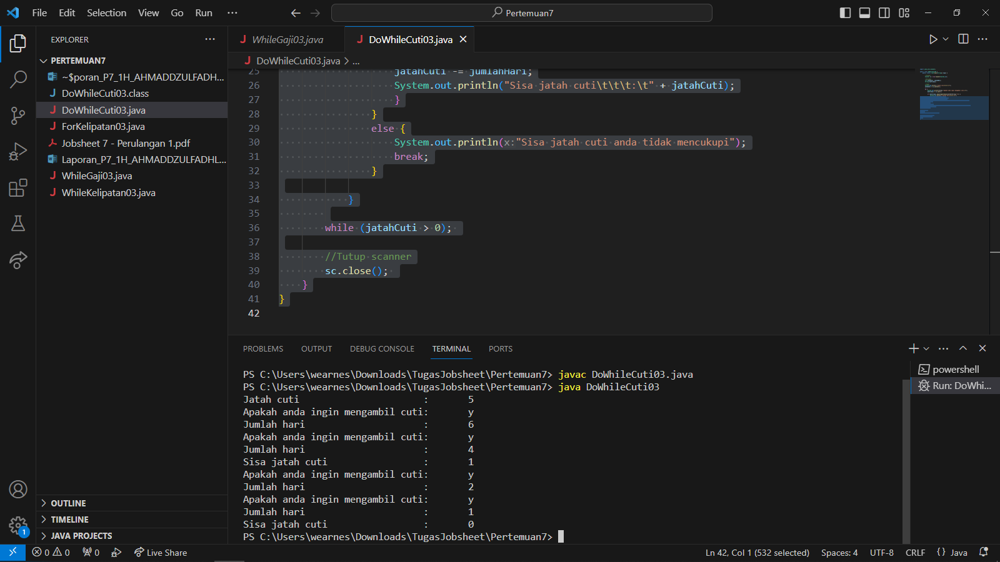 File Edit Selection View Go Run ··· Pertemuan7
EXPLORER ···
PERTEMUAN7
~$poran_P7_1H_AHMADDZULFADH...
DoWhileCuti03.class
DoWhileCuti03.java
ForKelipatan03.java
Jobsheet 7 - Perulangan 1.pdf
Laporan_P7_1H_AHMADDZULFADHL...
WhileGaji03.java
WhileKelipatan03.java
OUTLINE
TIMELINE
JAVA PROJECTS
WhileGaji03.java DoWhileCuti03.java
DoWhileCuti03.java > ...
25 jatahCuti -= jumlahHari;
26 System.out.println("Sisa jatah cuti\t\t\t:\t" + jatahCuti);
27 }
28 }
29 else {
30 System.out.println(x:"Sisa jatah cuti anda tidak mencukupi");
31 break;
32 }
33
34 }
35
36 while (jatahCuti > 0);
37
38 //Tutup scanner
39 sc.close();
40 }
41 }
42
PROBLEMS OUTPUT DEBUG CONSOLE TERMINAL PORTS
PS C:\Users\wearnes\Downloads\TugasJobsheet\Pertemuan7> javac DoWhileCuti03.java
PS C:\Users\wearnes\Downloads\TugasJobsheet\Pertemuan7> java DoWhileCuti03
Jatah cuti : 5
Apakah anda ingin mengambil cuti: y
Jumlah hari : 6
Apakah anda ingin mengambil cuti: y
Jumlah hari : 4
Sisa jatah cuti : 1
Apakah anda ingin mengambil cuti: y
Jumlah hari : 2
Apakah anda ingin mengambil cuti: y
Jumlah hari : 1
Sisa jatah cuti : 0
PS C:\Users\wearnes\Downloads\TugasJobsheet\Pertemuan7>
powershell
Run: DoWhi...
1
0 0 0 Live Share Ln 42, Col 1 (532 selected) Spaces: 4 UTF-8 CRLF {} Java